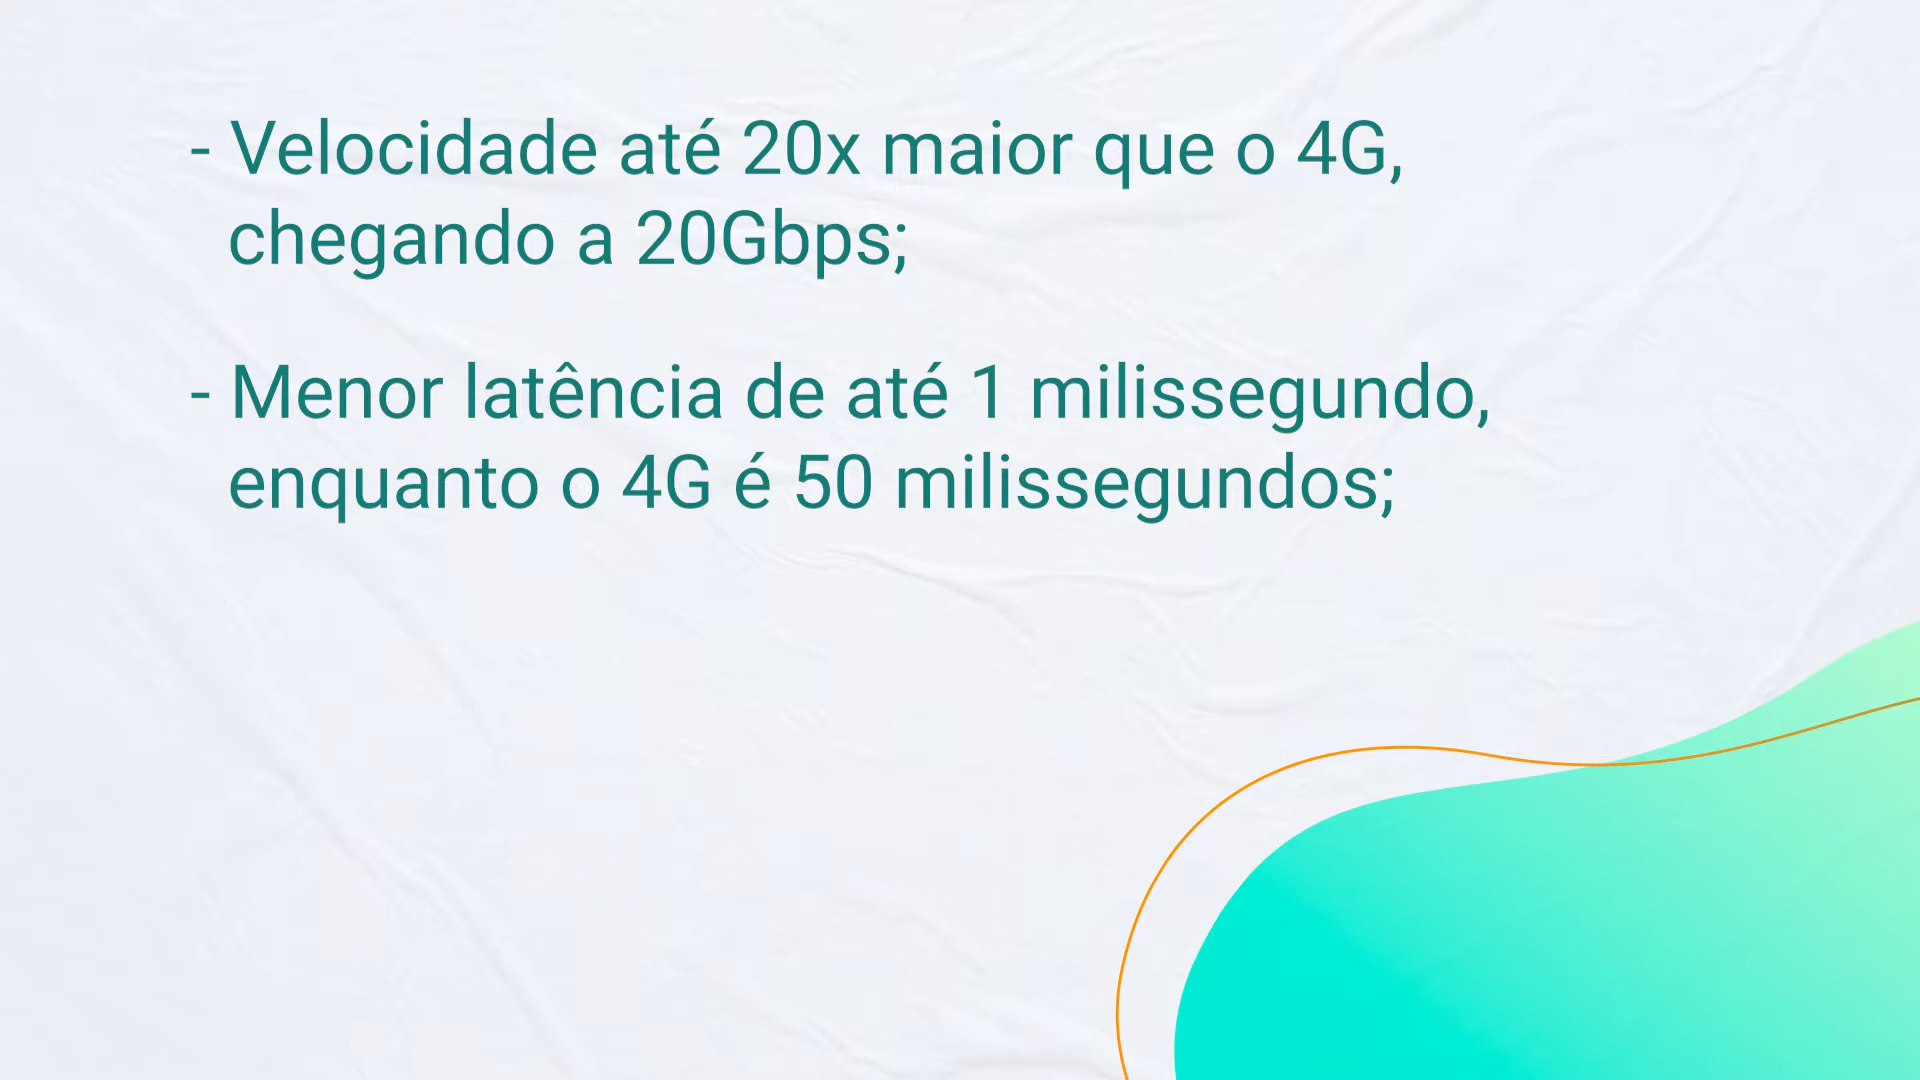 - Velocidade até 20x maior que o 4G,
chegando a 20Gbps;
- Menor latência de até 1 milissegundo,
enquanto o 4G é 50 milissegundos;